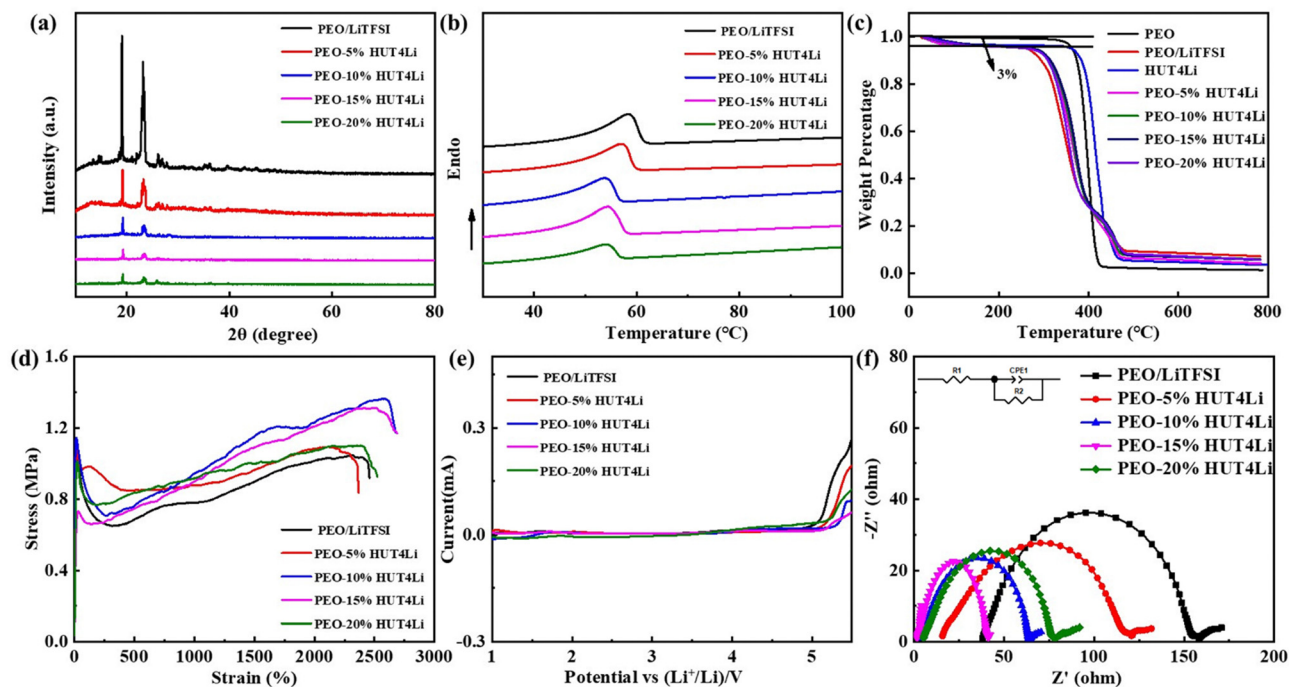 (a)
PEO/LiTFSI
PEO-5% HUT4Li
PEO-10% HUT4Li
PEO-15% HUT4Li
PEO-20% HUT4Li
Intensity (a.u.)
20 40 60 80
2θ (degree)
(b)
PEO/LiTFSI
PEO-5% HUT4Li
PEO-10% HUT4Li
PEO-15% HUT4Li
PEO-20% HUT4Li
Endo
40 60 80 100
Temperature (°C)
(c)
PEO
PEO/LiTFSI
HUT4Li
PEO-5% HUT4Li
PEO-10% HUT4Li
PEO-15% HUT4Li
PEO-20% HUT4Li
3%
Weight Percentage
1.0
0.8
0.6
0.4
0.2
0.0
0 200 400 600 800
Temperature (°C)
(d)
Stress (MPa)
1.6
1.2
0.8
0.4
0.0
PEO/LiTFSI
PEO-5% HUT4Li
PEO-10% HUT4Li
PEO-15% HUT4Li
PEO-20% HUT4Li
0 500 1000 1500 2000 2500 3000
Strain (%)
(e)
PEO/LiTFSI
PEO-5% HUT4Li
PEO-10% HUT4Li
PEO-15% HUT4Li
PEO-20% HUT4Li
Current(mA)
0.3
0.0
-0.3
1 2 3 4 5
Potential vs (Li⁺/Li)/V
(f)
R1 CPE1
R2
PEO/LiTFSI
PEO-5% HUT4Li
PEO-10% HUT4Li
PEO-15% HUT4Li
PEO-20% HUT4Li
-Z'' (ohm)
80
60
40
20
0
0 50 100 150 200
Z' (ohm)